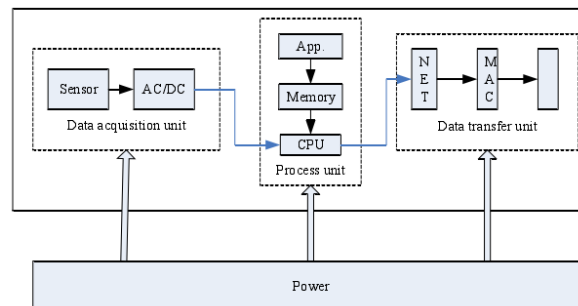 Sensor
AC/DC
Data acquisition unit
App.
Memory
CPU
Process unit
N
E
T
M
A
C
Data transfer unit
Power